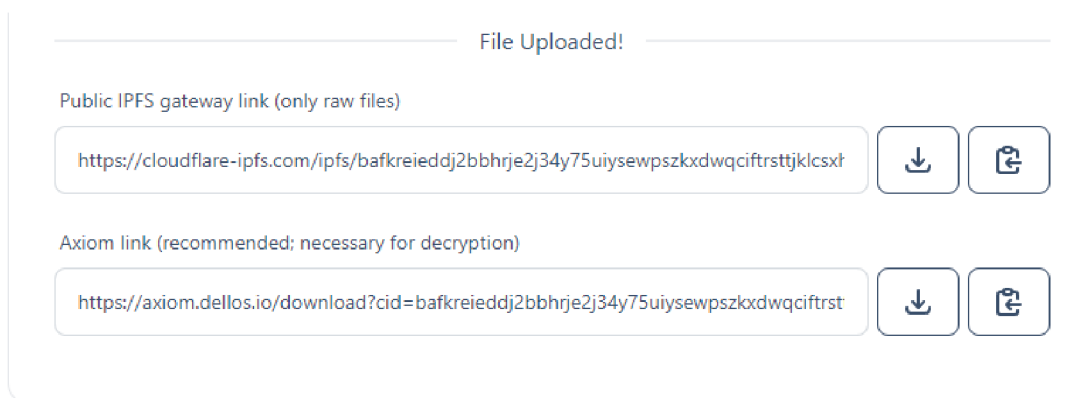 File Uploaded!
Public IPFS gateway link (only raw files)
https://cloudflare-ipfs.com/ipfs/bafkreieddj2bbhrje2j34y75uiysewpszkxdwqciftrsttjklcsxh
Axiom link (recommended; necessary for decryption)
https://axiom.dellos.io/download?cid=bafkreieddj2bbhrje2j34y75uiysewpszkxdwqciftrst